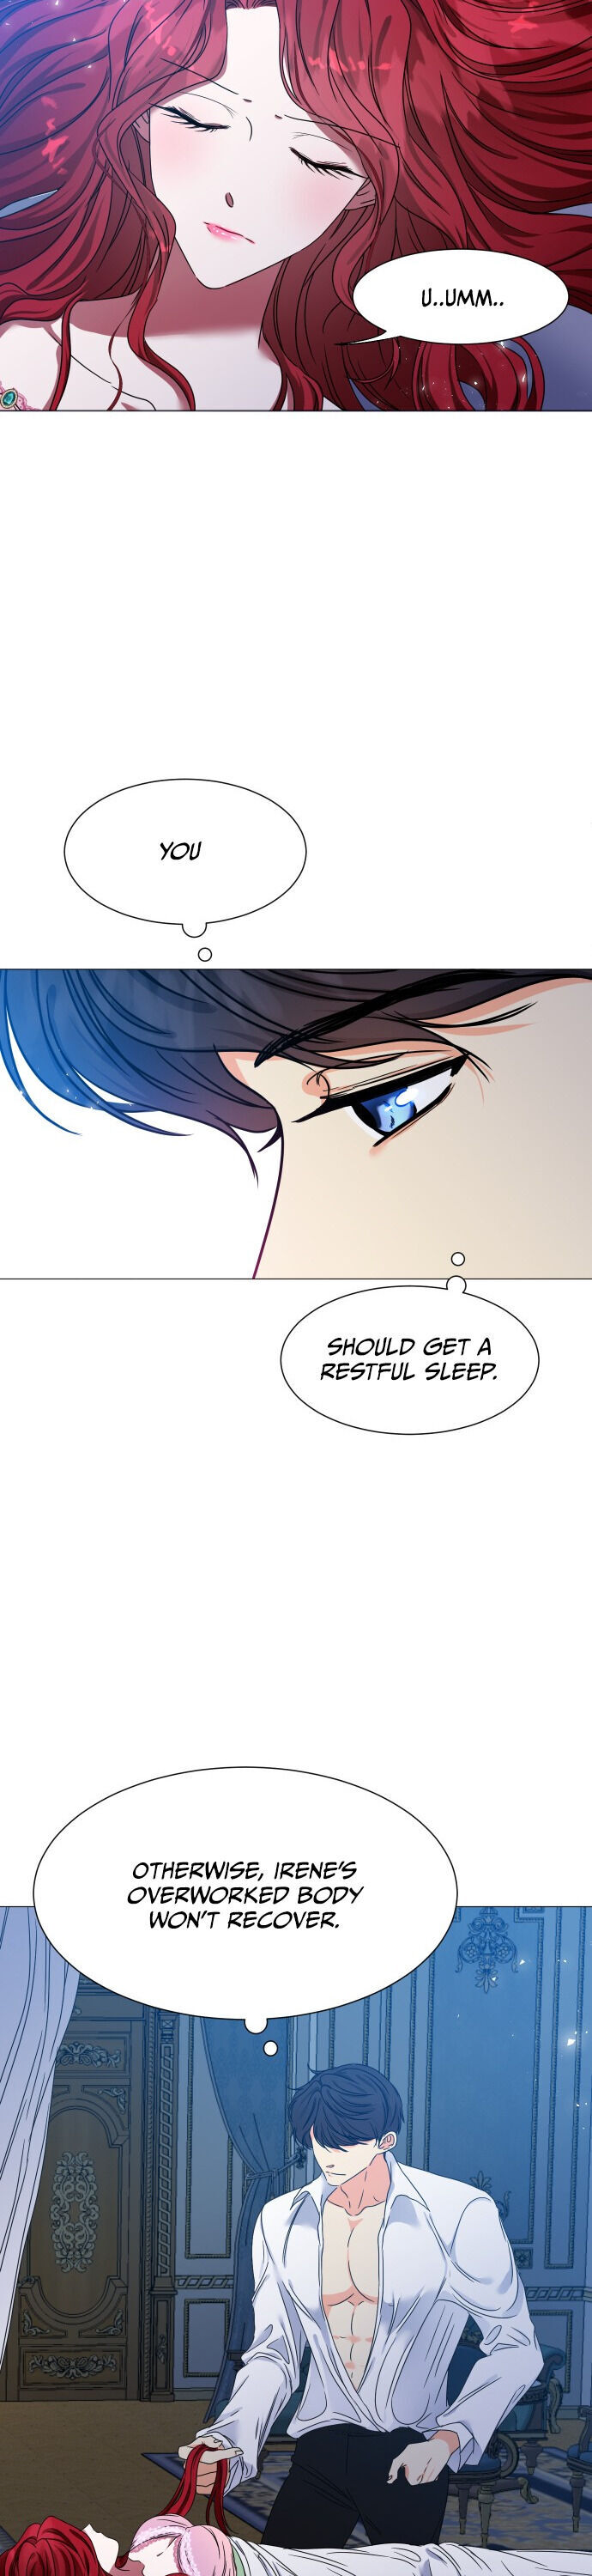 U..UMM..
YOU
SHOULD GET A
RESTFUL SLEEP.
OTHERWISE, IRENE'S
OVERWORKED BODY
WON'T RECOVER.